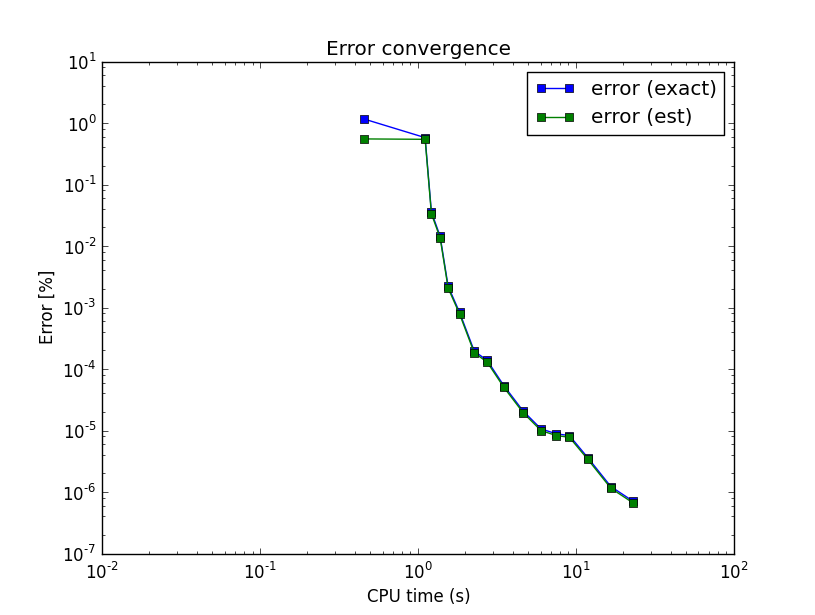 Error convergence
error (exact)
error (est)
Error [%]
10^1
10^0
10^-1
10^-2
10^-3
10^-4
10^-5
10^-6
10^-7
10^-2
10^-1
10^0
10^1
10^2
CPU time (s)